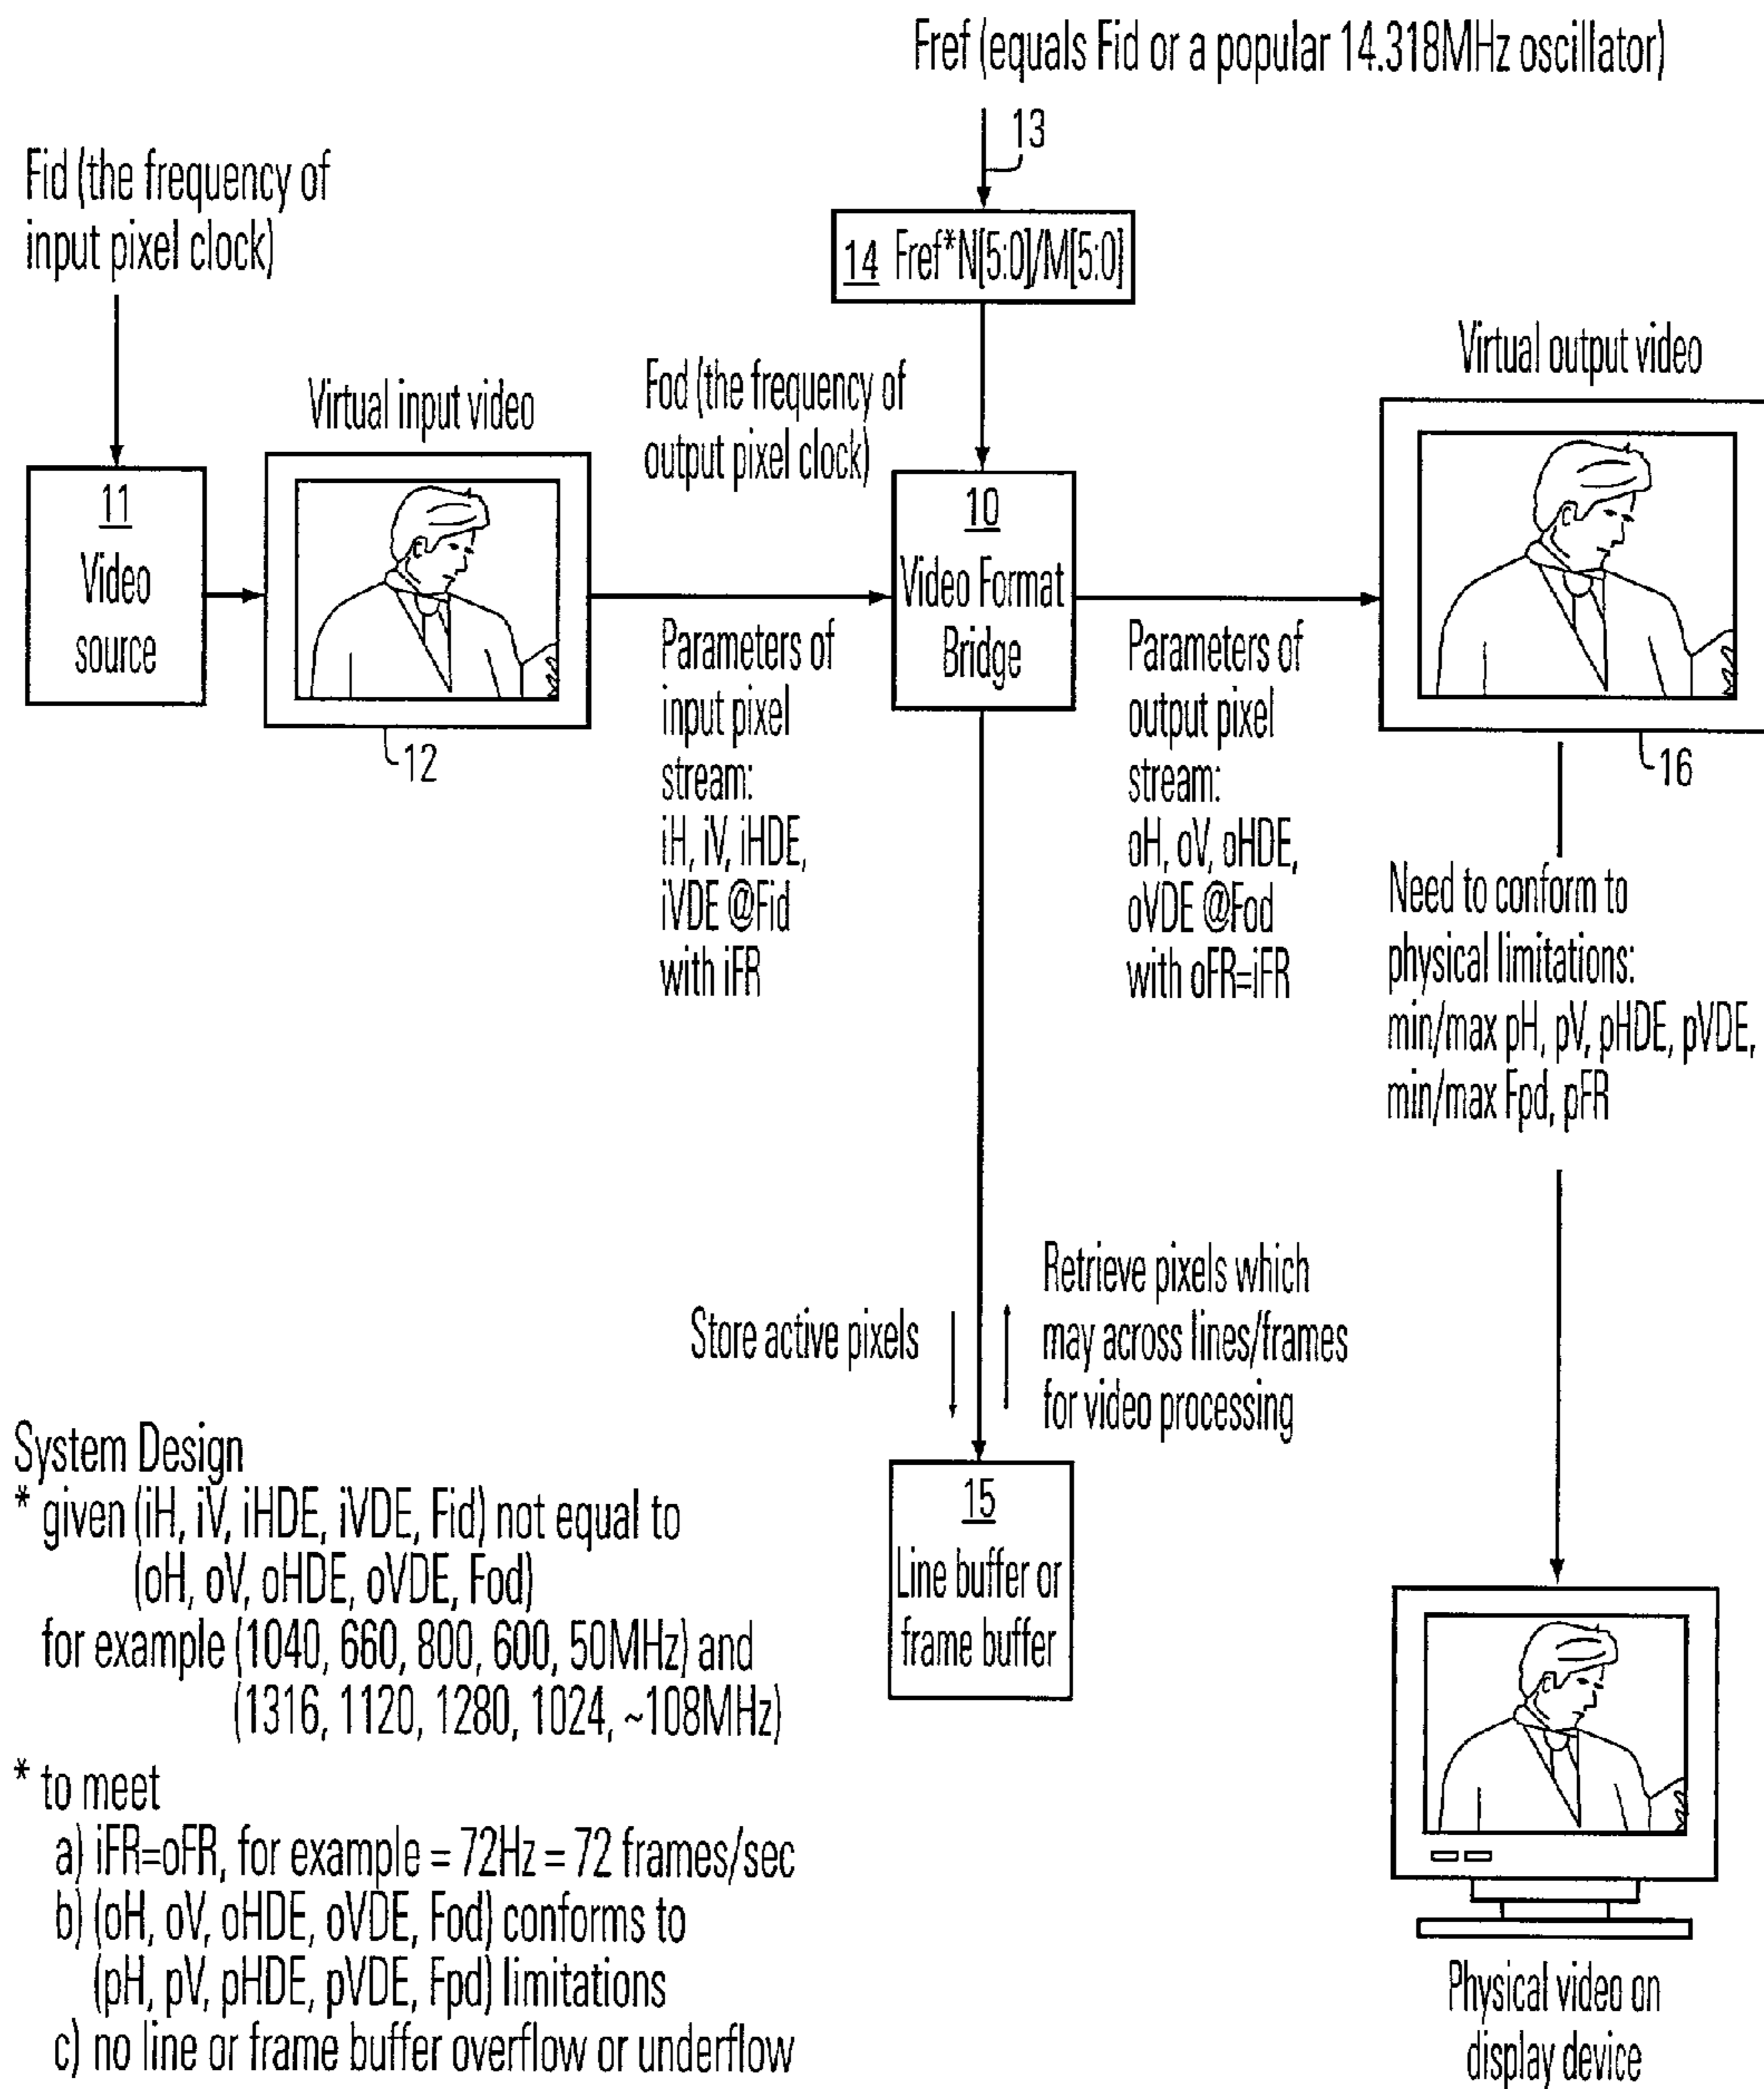 Fref (equals Fid or a popular 14.318MHz oscillator)
13
Fid (the frequency of
input pixel clock)
14 Fref*N[5:0]/M[5:0]
Virtual input video
Fod (the frequency of
output pixel clock)
Virtual output video
11
Video
source
12
10
Video Format
Bridge
16
Parameters of
input pixel
stream:
iH, iV, iHDE,
iVDE @Fid
with iFR
Parameters of
output pixel
stream:
oH, oV, oHDE,
oVDE @Fod
with oFR=iFR
Need to conform to
physical limitations:
min/max pH, pV, pHDE, pVDE,
min/max Fpd, pFR
Store active pixels
Retrieve pixels which
may across lines/frames
for video processing
15
Line buffer or
frame buffer
System Design
* given (iH, iV, iHDE, iVDE, Fid) not equal to
(oH, oV, oHDE, oVDE, Fod)
for example (1040, 660, 800, 600, 50MHz) and
(1316, 1120, 1280, 1024, ~108MHz)
* to meet
a) iFR=oFR, for example = 72Hz = 72 frames/sec
b) (oH, oV, oHDE, oVDE, Fod) conforms to
(pH, pV, pHDE, pVDE, Fpd) limitations
c) no line or frame buffer overflow or underflow
Physical video on
display device